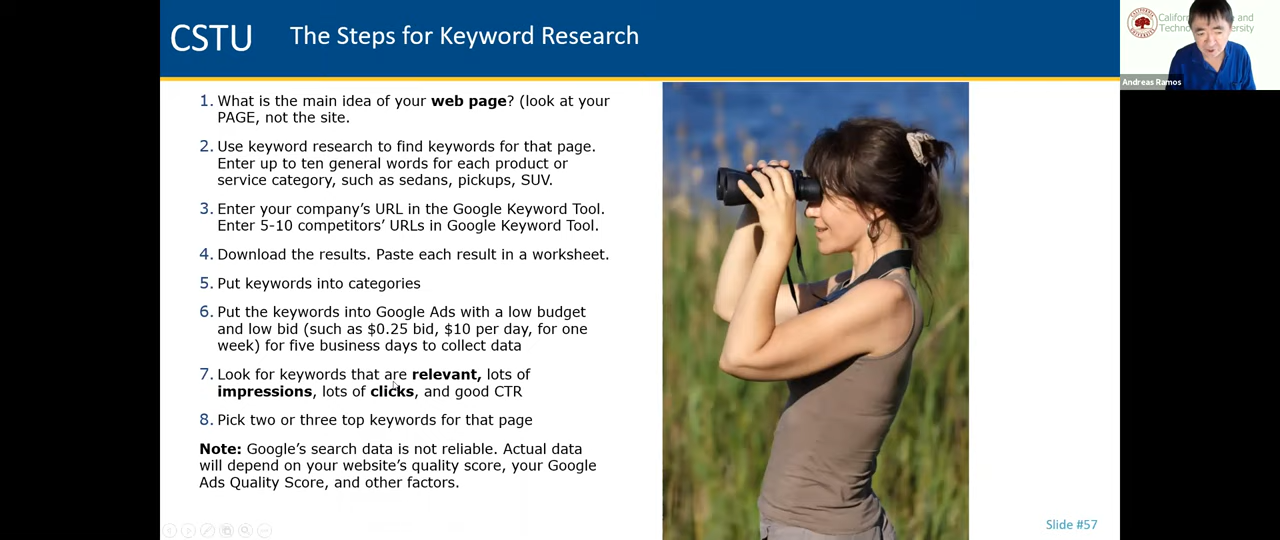 CSTU
The Steps for Keyword Research
1. What is the main idea of your web page? (look at your
PAGE, not the site.
2. Use keyword research to find keywords for that page.
Enter up to ten general words for each product or
service category, such as sedans, pickups, SUV.
3. Enter your company's URL in the Google Keyword Tool.
Enter 5-10 competitors' URLs in Google Keyword Tool.
4. Download the results. Paste each result in a worksheet.
5. Put keywords into categories
6. Put the keywords into Google Ads with a low budget
and low bid (such as $0.25 bid, $10 per day, for one
week) for five business days to collect data
7. Look for keywords that are relevant, lots of
impressions, lots of clicks, and good CTR
8. Pick two or three top keywords for that page
Note: Google's search data is not reliable. Actual data
will depend on your website's quality score, your Google
Ads Quality Score, and other factors.
Slide #57
Andreas Ramos